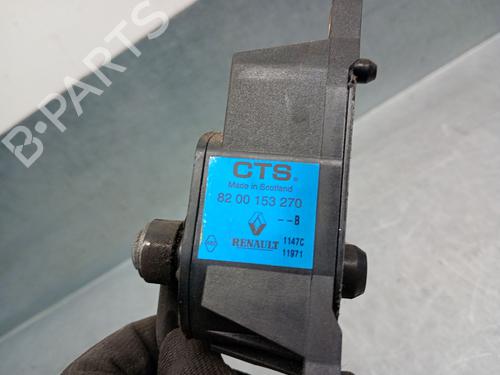 B-PARTS
CTS®
Made in Scotland
82 00 153 270
--B
RENAULT
1147C
11971